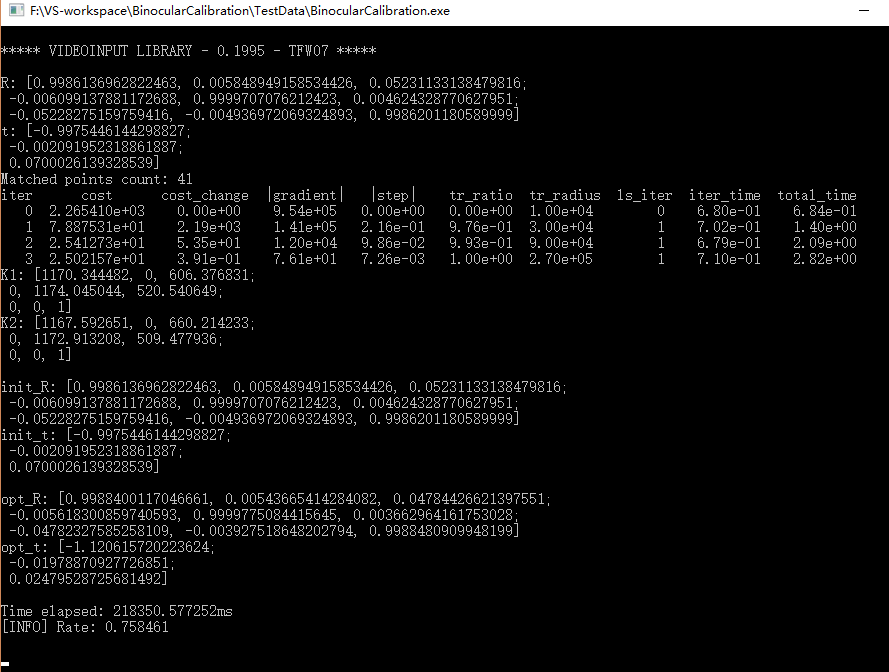 F:\VS-workspace\BinocularCalibration\TestData\BinocularCalibration.exe
***** VIDEOINPUT LIBRARY - 0.1995 - TFW07 *****
R: [0.9986136962822463, 0.005848949158534426, 0.05231133138479816;
-0.006099137881172688, 0.9999707076212423, 0.004624328770627951;
-0.05228275159759416, -0.004936972069324893, 0.9986201180589999]
t: [-0.9975446144298827;
-0.002091952318861887;
0.0700026139328539]
Matched points count: 41
iter cost cost_change |gradient| |step| tr_ratio tr_radius ls_iter iter_time total_time
0 2.265410e+03 0.00e+00 9.54e+05 0.00e+00 0.00e+00 1.00e+04 0 6.80e-01 6.84e-01
1 7.887531e+01 2.19e+03 1.41e+05 2.16e-01 9.76e-01 3.00e+04 1 7.02e-01 1.40e+00
2 2.541273e+01 5.35e+01 1.20e+04 9.86e-02 9.93e-01 9.00e+04 1 6.79e-01 2.09e+00
3 2.502157e+01 3.91e-01 7.61e+01 7.26e-03 1.00e+00 2.70e+05 1 7.10e-01 2.82e+00
K1: [1170.344482, 0, 606.376831;
0, 1174.045044, 520.540649;
0, 0, 1]
K2: [1167.592651, 0, 660.214233;
0, 1172.913208, 509.477936;
0, 0, 1]
init_R: [0.9986136962822463, 0.005848949158534426, 0.05231133138479816;
-0.006099137881172688, 0.9999707076212423, 0.004624328770627951;
-0.05228275159759416, -0.004936972069324893, 0.9986201180589999]
init_t: [-0.9975446144298827;
-0.002091952318861887;
0.0700026139328539]
opt_R: [0.9988400117046661, 0.00543665414284082, 0.04784426621397551;
-0.005618300859740593, 0.9999775084415645, 0.003662964161753028;
-0.04782327585258109, -0.003927518648202794, 0.9988480909948199]
opt_t: [-1.120615720223624;
-0.01978870927726851;
0.02479528725681492]
Time elapsed: 218350.577252ms
[INFO] Rate: 0.758461